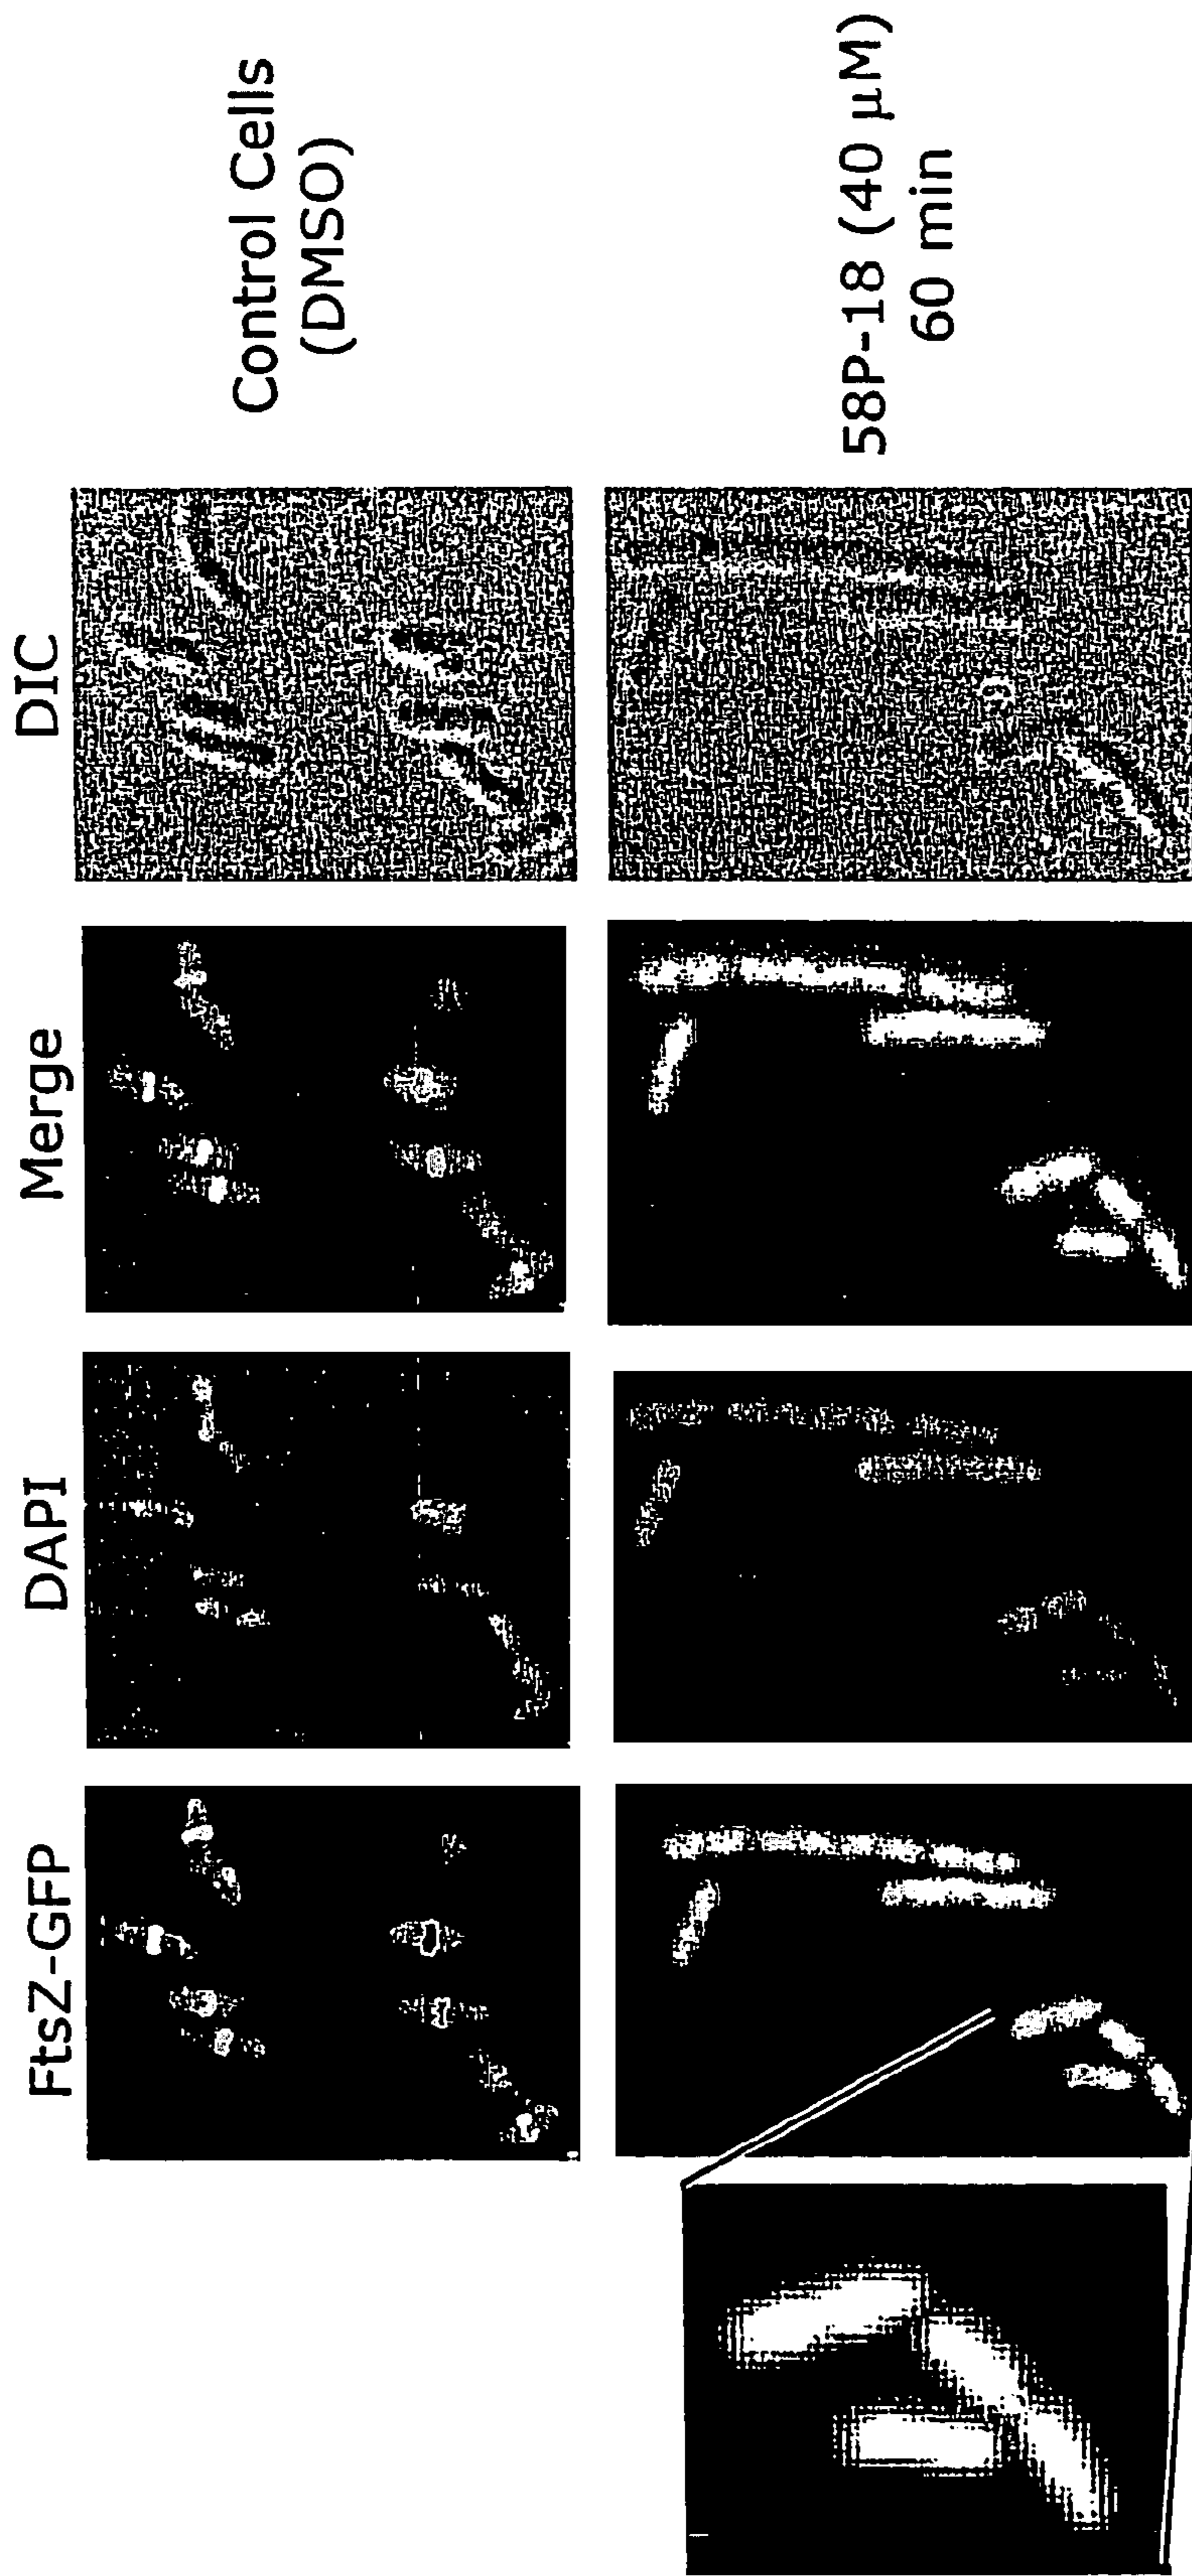 FtsZ-GFP
DAPI
Merge
DIC
Control Cells
(DMSO)
58P-18 (40 µM)
60 min